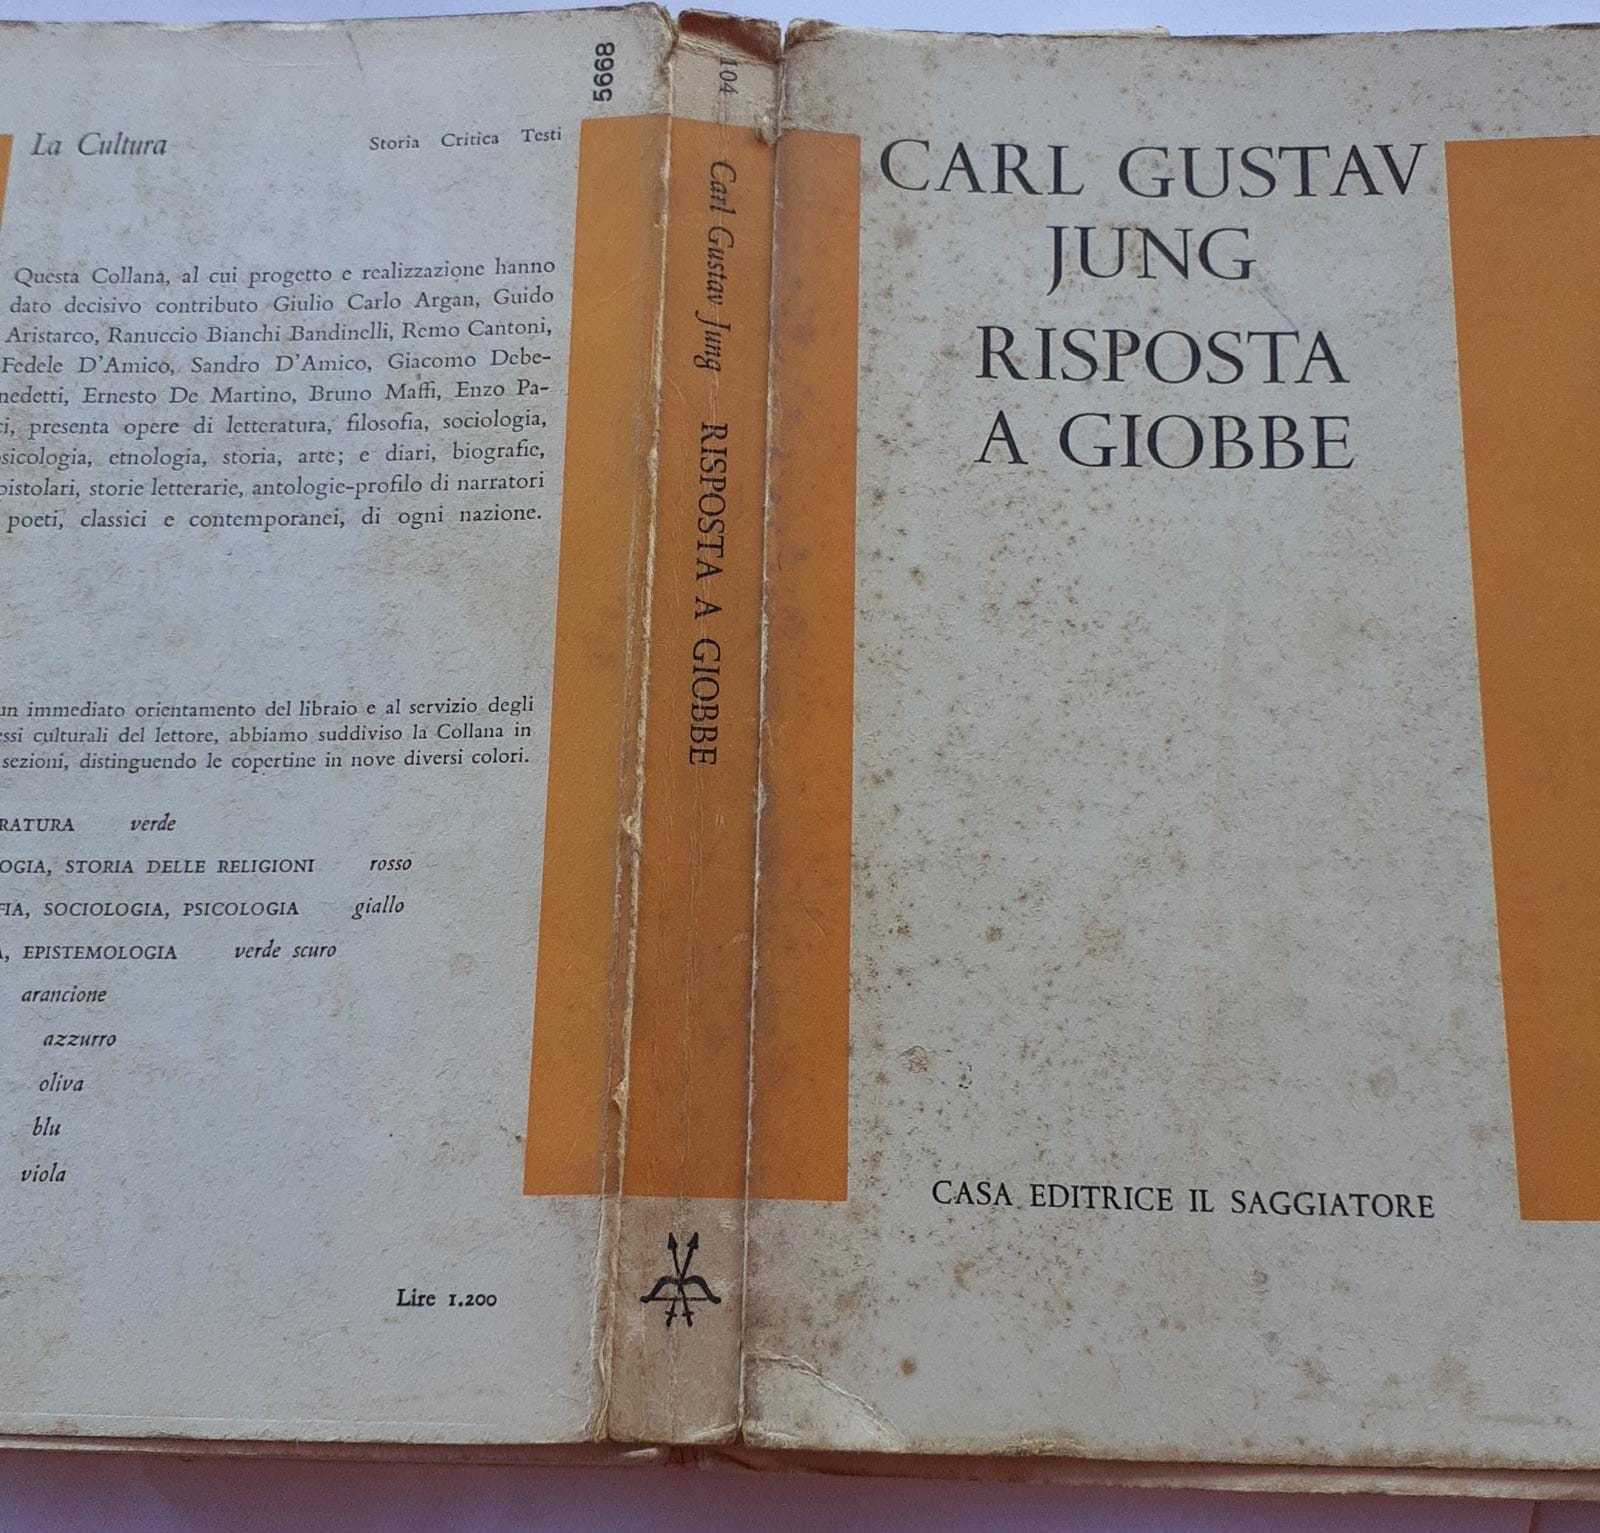 5668
La Cultura Storia Critica Testi
Questa Collana, al cui progetto e realizzazione hanno
dato decisivo contributo Giulio Carlo Argan, Guido
Aristarco, Ranuccio Bianchi Bandinelli, Remo Cantoni,
Fedele D'Amico, Sandro D'Amico, Giacomo Debe-
nedetti, Ernesto De Martino, Bruno Maffi, Enzo Pa-
ci, presenta opere di letteratura, filosofia, sociologia,
sicologia, etnologia, storia, arte; e diari, biografie,
pistolari, storie letterarie, antologie-profilo di narratori
poeti, classici e contemporanei, di ogni nazione.
un immediato orientamento del libraio e al servizio degli
essi culturali del lettore, abbiamo suddiviso la Collana in
sezioni, distinguendo le copertine in nove diversi colori.
RATURA verde
OGIA, STORIA DELLE RELIGIONI rosso
FIA, SOCIOLOGIA, PSICOLOGIA giallo
A, EPISTEMOLOGIA verde scuro
arancione
azzurro
oliva
blu
viola
Lire 1.200
104
Carl Gustav Jung RISPOSTA A GIOBBE
CARL GUSTAV
JUNG
RISPOSTA
A GIOBBE
CASA EDITRICE IL SAGGIATORE